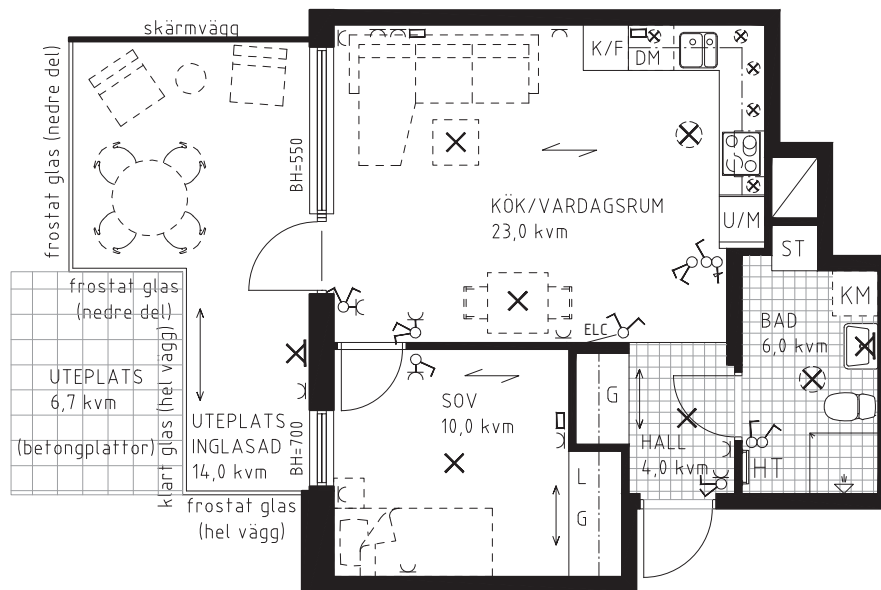 skärmvägg
frostat glas (nedre del)
BH=550
K/F
DM
KÖK/VARDAGSRUM
23,0 kvm
U/M
ST
frostat glas
(nedre del)
KM
BAD
6,0 kvm
ELC
UTEPLATS
6,7 kvm
(betongplattor)
klart glas (hel vägg)
UTEPLATS
INGLASAD
14,0 kvm
BH=700
SOV
10,0 kvm
G
HALL
4,0 kvm
HT
L
G
frostat glas
(hel vägg)